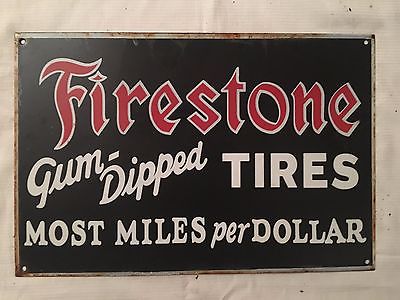 Firestone
Gum-Dipped TIRES
MOST MILES per DOLLAR